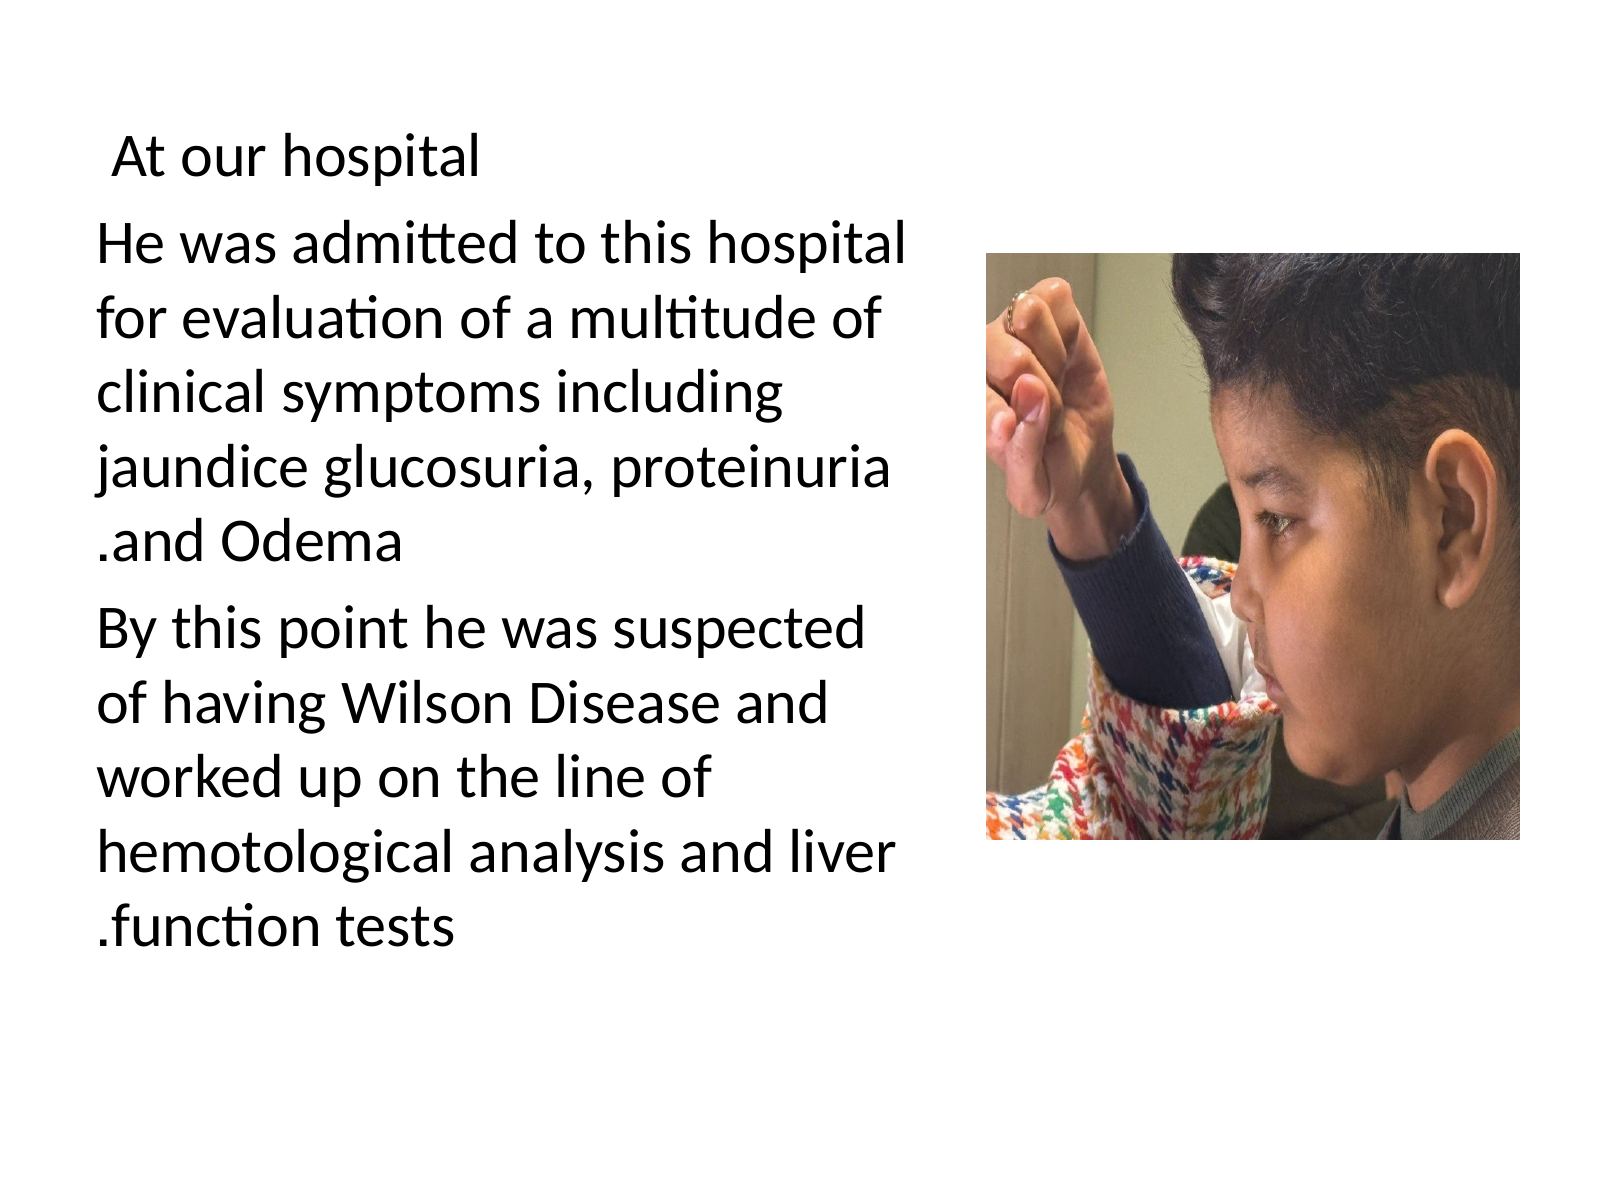 At our hospital
He was admitted to this hospital
for evaluation of a multitude of
clinical symptoms including
jaundice glucosuria, proteinuria
.and Odema
By this point he was suspected
of having Wilson Disease and
worked up on the line of
hemotological analysis and liver
.function tests